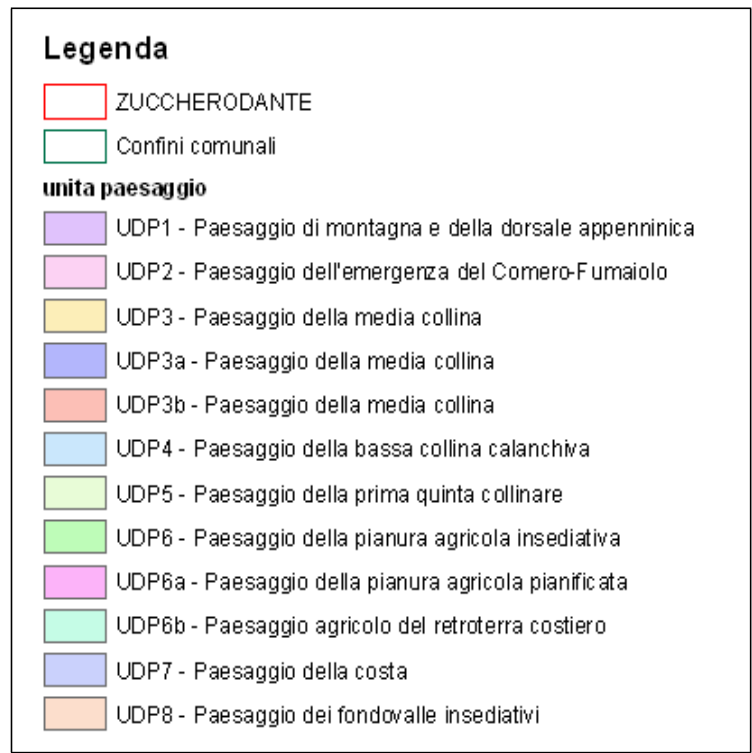 Legenda
ZUCCHERODANTE
Confini comunali
unita paesaggio
UDP1 - Paesaggio di montagna e della dorsale appenninica
UDP2 - Paesaggio dell'emergenza del Comero-Fumaiolo
UDP3 - Paesaggio della media collina
UDP3a - Paesaggio della media collina
UDP3b - Paesaggio della media collina
UDP4 - Paesaggio della bassa collina calanchiva
UDP5 - Paesaggio della prima quinta collinare
UDP6 - Paesaggio della pianura agricola insediativa
UDP6a - Paesaggio della pianura agricola pianificata
UDP6b - Paesaggio agricolo del retroterra costiero
UDP7 - Paesaggio della costa
UDP8 - Paesaggio dei fondovalle insediativi